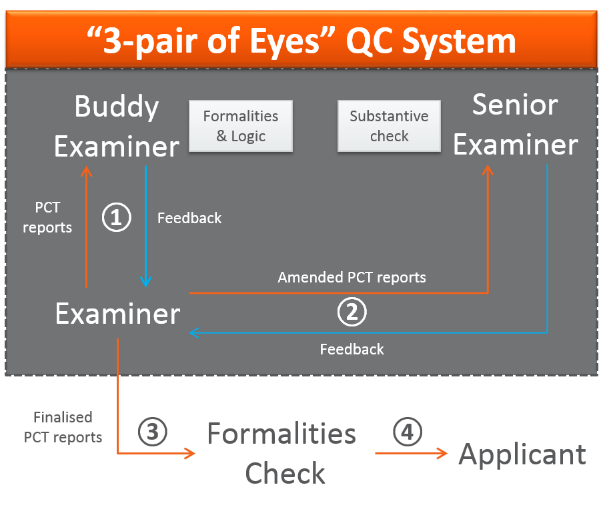 “3-pair of Eyes” QC System
Buddy
Examiner
Formalities
& Logic
Substantive
check
Senior
Examiner
PCT
reports
1
Feedback
Amended PCT reports
Examiner
2
Feedback
Finalised
PCT reports
3
Formalities
Check
4
Applicant